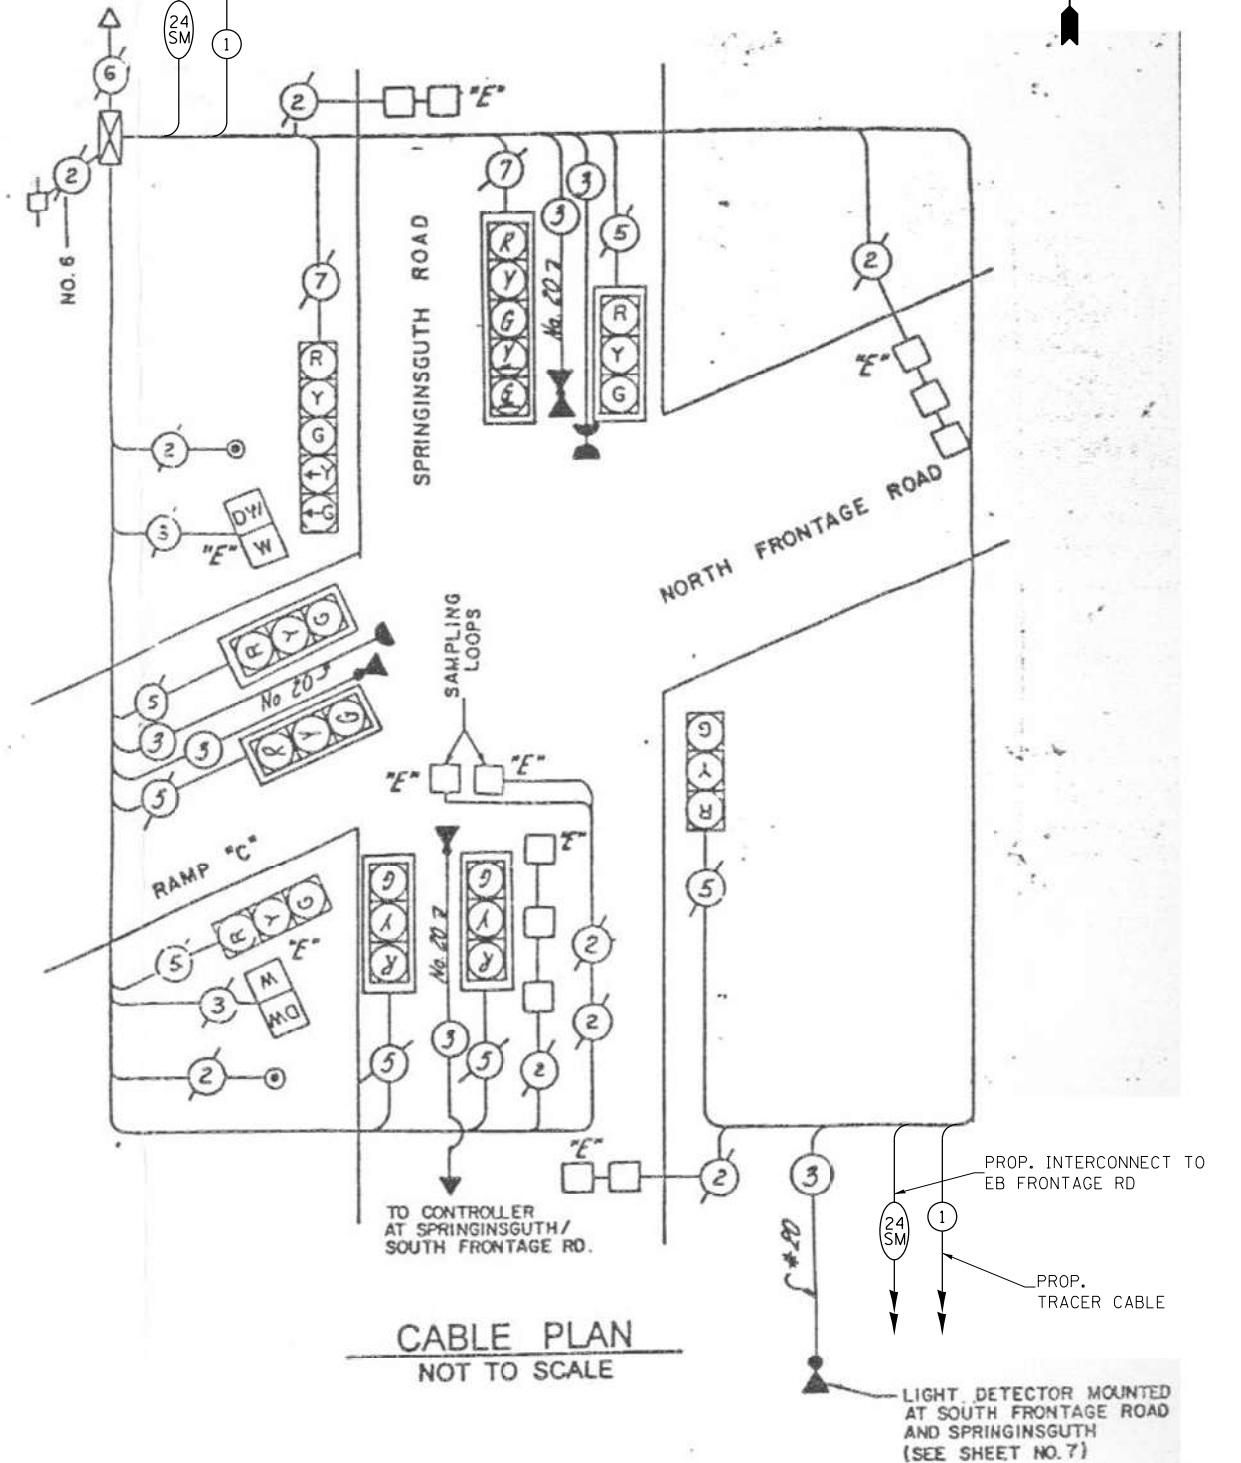 24
SM
1
6
2
"E"
2
NO. 6
7
3
3
5
7
2
SPRINGINSGUTH ROAD
R
Y
G
Y
G
No. 20
R
Y
G
R
Y
G
Y
G
"E"
2
3
DW
W
"E"
NORTH FRONTAGE ROAD
SAMPLING
LOOPS
R Y G
5
No 20
3
3
R Y G
5
"E"
"E"
G
Y
R
5
RAMP "C"
R Y G
5
"E"
3
W
DW
2
G
Y
R
No. 20
G
Y
R
"E"
2
2
5
3
5
2
"E"
2
3
PROP. INTERCONNECT TO
EB FRONTAGE RD
24
SM
1
TO CONTROLLER
AT SPRINGINSGUTH/
SOUTH FRONTAGE RD.
#20
PROP.
TRACER CABLE
CABLE PLAN
NOT TO SCALE
LIGHT DETECTOR MOUNTED
AT SOUTH FRONTAGE ROAD
AND SPRINGINSGUTH
(SEE SHEET NO. 7)